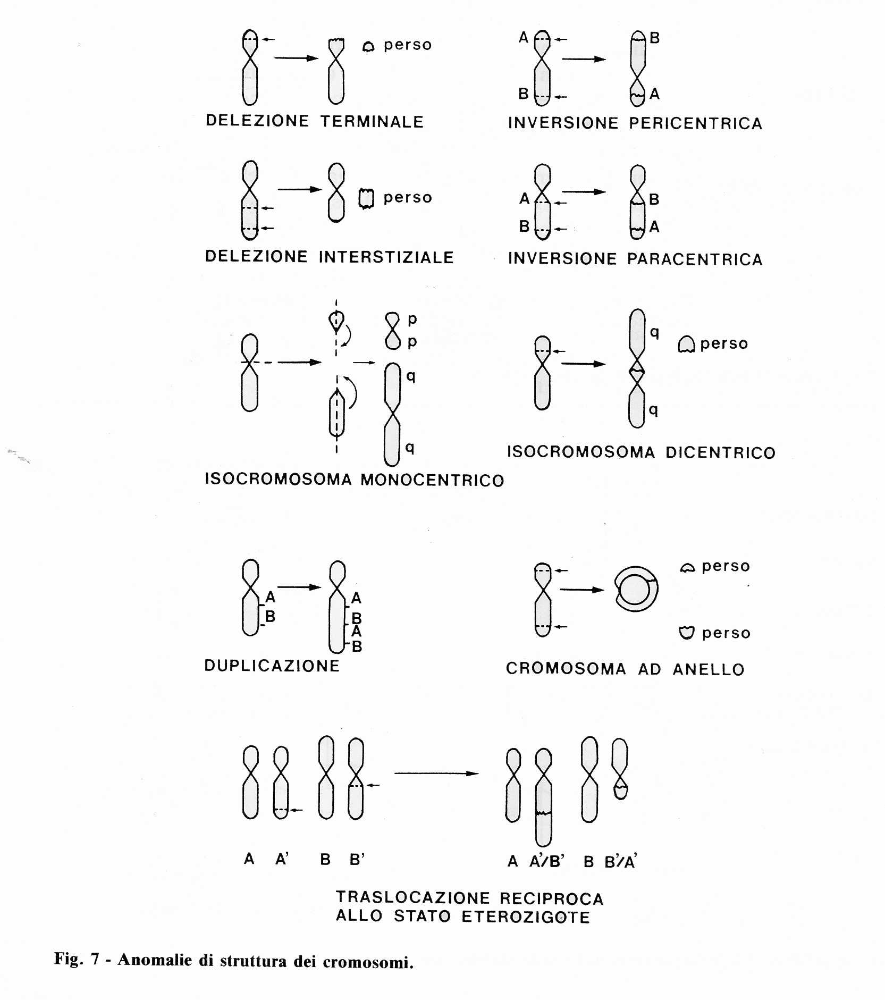 perso
A
B
B
A
DELEZIONE TERMINALE
INVERSIONE PERICENTRICA
perso
A
B
B
A
DELEZIONE INTERSTIZIALE
INVERSIONE PARACENTRICA
p
p
q
q
q
q
perso
ISOCROMOSOMA DICENTRICO
ISOCROMOSOMA MONOCENTRICO
A
B
A
B
A
B
perso
perso
DUPLICAZIONE
CROMOSOMA AD ANELLO
A A' B B'
A A'/B' B B'/A'
TRASLOCAZIONE RECIPROCA
ALLO STATO ETEROZIGOTE
Fig. 7 - Anomalie di struttura dei cromosomi.